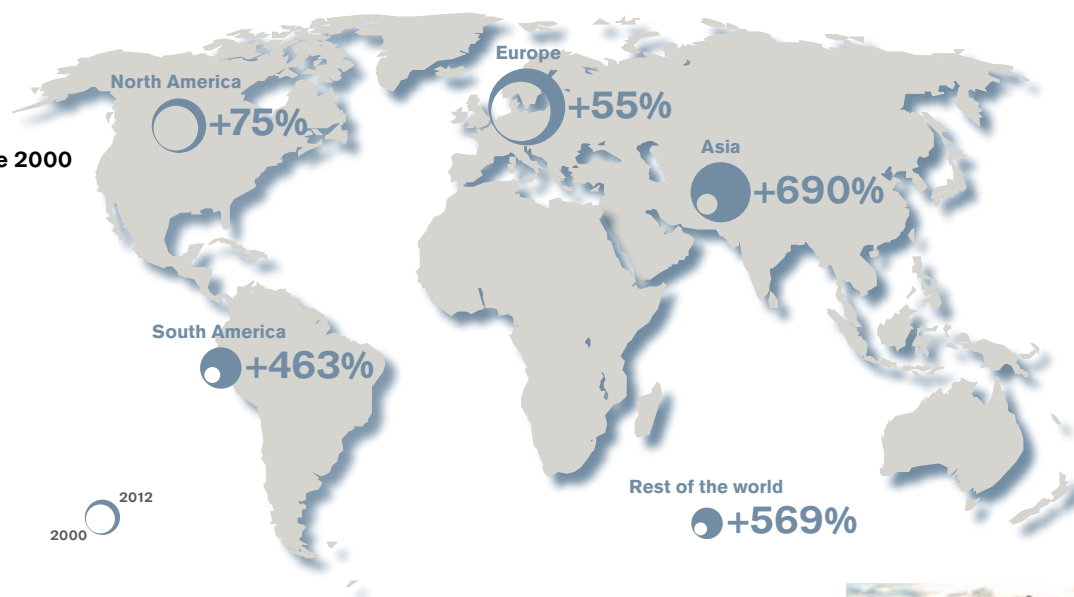 Europe
+55%
North America
+75%
e 2000
Asia
+690%
South America
+463%
Rest of the world
+569%
2012
2000